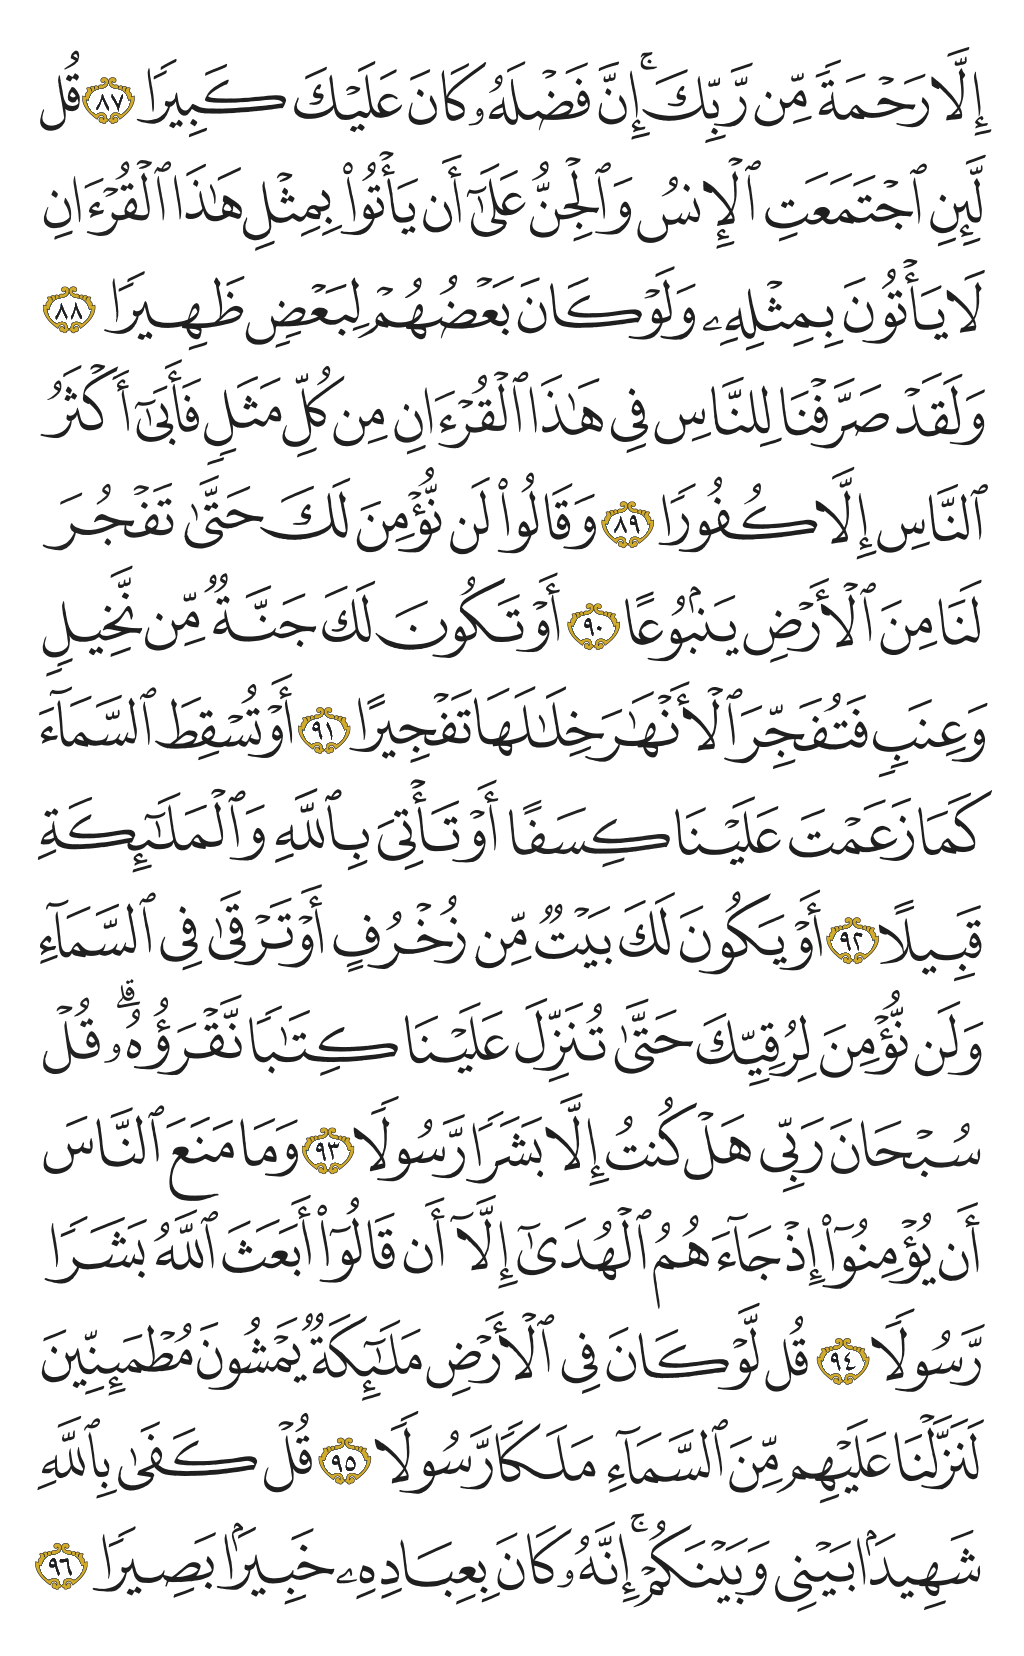 إِلَّا رَحْمَةً مِّن رَّبِّكَۚ إِنَّ فَضْلَهُۥ كَانَ عَلَيْكَ كَبِيرًا ٨٧ قُل
لَّئِنِ ٱجْتَمَعَتِ ٱلْإِنسُ وَٱلْجِنُّ عَلَىٰٓ أَن يَأْتُوا۟ بِمِثْلِ هَٰذَا ٱلْقُرْءَانِ
لَا يَأْتُونَ بِمِثْلِهِۦ وَلَوْ كَانَ بَعْضُهُمْ لِبَعْضٍ ظَهِيرًا ٨٨
وَلَقَدْ صَرَّفْنَا لِلنَّاسِ فِى هَٰذَا ٱلْقُرْءَانِ مِن كُلِّ مَثَلٍ فَأَبَىٰٓ أَكْثَرُ
ٱلنَّاسِ إِلَّا كُفُورًا ٨٩ وَقَالُوا۟ لَن نُّؤْمِنَ لَكَ حَتَّىٰ تَفْجُرَ
لَنَا مِنَ ٱلْأَرْضِ يَنۢبُوعًا ٩٠ أَوْ تَكُونَ لَكَ جَنَّةٌ مِّن نَّخِيلٍ
وَعِنَبٍ فَتُفَجِّرَ ٱلْأَنْهَٰرَ خِلَٰلَهَا تَفْجِيرًا ٩١ أَوْ تُسْقِطَ ٱلسَّمَآءَ
كَمَا زَعَمْتَ عَلَيْنَا كِسَفًا أَوْ تَأْتِىَ بِٱللَّهِ وَٱلْمَلَٰٓئِكَةِ
قَبِيلًا ٩٢ أَوْ يَكُونَ لَكَ بَيْتٌ مِّن زُخْرُفٍ أَوْ تَرْقَىٰ فِى ٱلسَّمَآءِ
وَلَن نُّؤْمِنَ لِرُقِيِّكَ حَتَّىٰ تُنَزِّلَ عَلَيْنَا كِتَٰبًا نَّقْرَؤُهُۥۗ قُلْ
سُبْحَانَ رَبِّى هَلْ كُنتُ إِلَّا بَشَرًا رَّسُولًا ٩٣ وَمَا مَنَعَ ٱلنَّاسَ
أَن يُؤْمِنُوٓا۟ إِذْ جَآءَهُمُ ٱلْهُدَىٰٓ إِلَّآ أَن قَالُوٓا۟ أَبَعَثَ ٱللَّهُ بَشَرًا
رَّسُولًا ٩٤ قُل لَّوْ كَانَ فِى ٱلْأَرْضِ مَلَٰٓئِكَةٌ يَمْشُونَ مُطْمَئِنِّينَ
لَنَزَّلْنَا عَلَيْهِم مِّنَ ٱلسَّمَآءِ مَلَكًا رَّسُولًا ٩٥ قُلْ كَفَىٰ بِٱللَّهِ
شَهِيدًۢا بَيْنِى وَبَيْنَكُمْۚ إِنَّهُۥ كَانَ بِعِبَادِهِۦ خَبِيرًۢا بَصِيرًا ٩٦